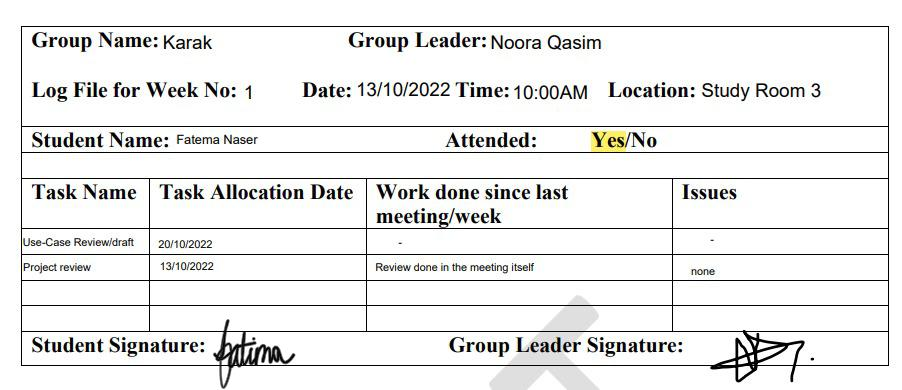 Group Name: Karak Group Leader: Noora Qasim
Log File for Week No: 1 Date: 13/10/2022 Time: 10:00AM Location: Study Room 3
Student Name: Fatema Naser Attended: Yes/No
Task Name Task Allocation Date Work done since last meeting/week Issues
Use-Case Review/draft 20/10/2022 - -
Project review 13/10/2022 Review done in the meeting itself none
Student Signature: fatima Group Leader Signature: